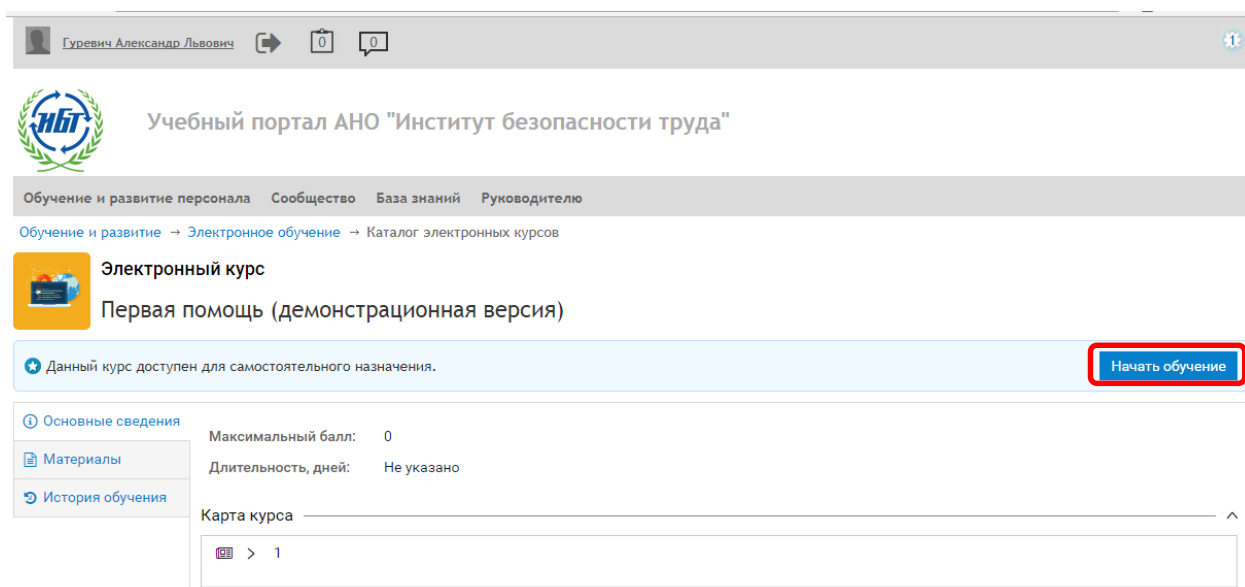 Гуревич Александр Львович 0 0 1
ИБТ
Учебный портал АНО "Институт безопасности труда"
Обучение и развитие персонала Сообщество База знаний Руководителю
Обучение и развитие → Электронное обучение → Каталог электронных курсов
Электронный курс
Первая помощь (демонстрационная версия)
Данный курс доступен для самостоятельного назначения. Начать обучение
Основные сведения
Материалы
История обучения
Максимальный балл: 0
Длительность, дней: Не указано
Карта курса
> 1